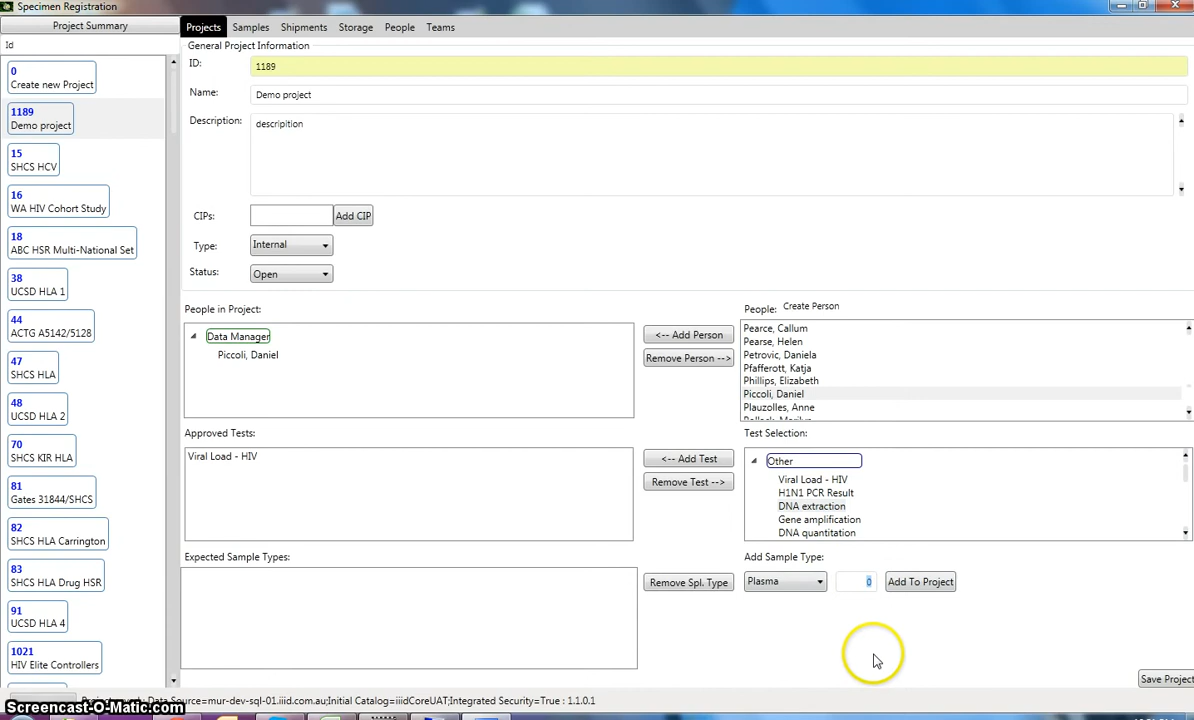 Specimen Registration
Project Summary
Projects Samples Shipments Storage People Teams
Id
0
Create new Project
1189
Demo project
15
SHCS HCV
16
WA HIV Cohort Study
18
ABC HSR Multi-National Set
38
UCSD HLA 1
44
ACTG A5142/5128
47
SHCS HLA
48
UCSD HLA 2
70
SHCS KIR HLA
81
Gates 31844/SHCS
82
SHCS HLA Carrington
83
SHCS HLA Drug HSR
91
UCSD HLA 4
1021
HIV Elite Controllers
General Project Information
ID: 1189
Name: Demo project
Description: descripition
CIPs: Add CIP
Type: Internal
Status: Open
People in Project:
Data Manager
Piccoli, Daniel
<-- Add Person
Remove Person -->
People: Create Person
Pearce, Callum
Pearse, Helen
Petrovic, Daniela
Pfafferott, Katja
Phillips, Elizabeth
Piccoli, Daniel
Plauzolles, Anne
Approved Tests:
Viral Load - HIV
<-- Add Test
Remove Test -->
Test Selection:
Other
Viral Load - HIV
H1N1 PCR Result
DNA extraction
Gene amplification
DNA quantitation
Expected Sample Types:
Remove Spl. Type
Add Sample Type:
Plasma 0 Add To Project
Save Project
Data Source=mur-dev-sql-01.iiid.com.au;Initial Catalog=iiidCoreUAT;Integrated Security=True : 1.1.0.1
Screencast-O-Matic.com